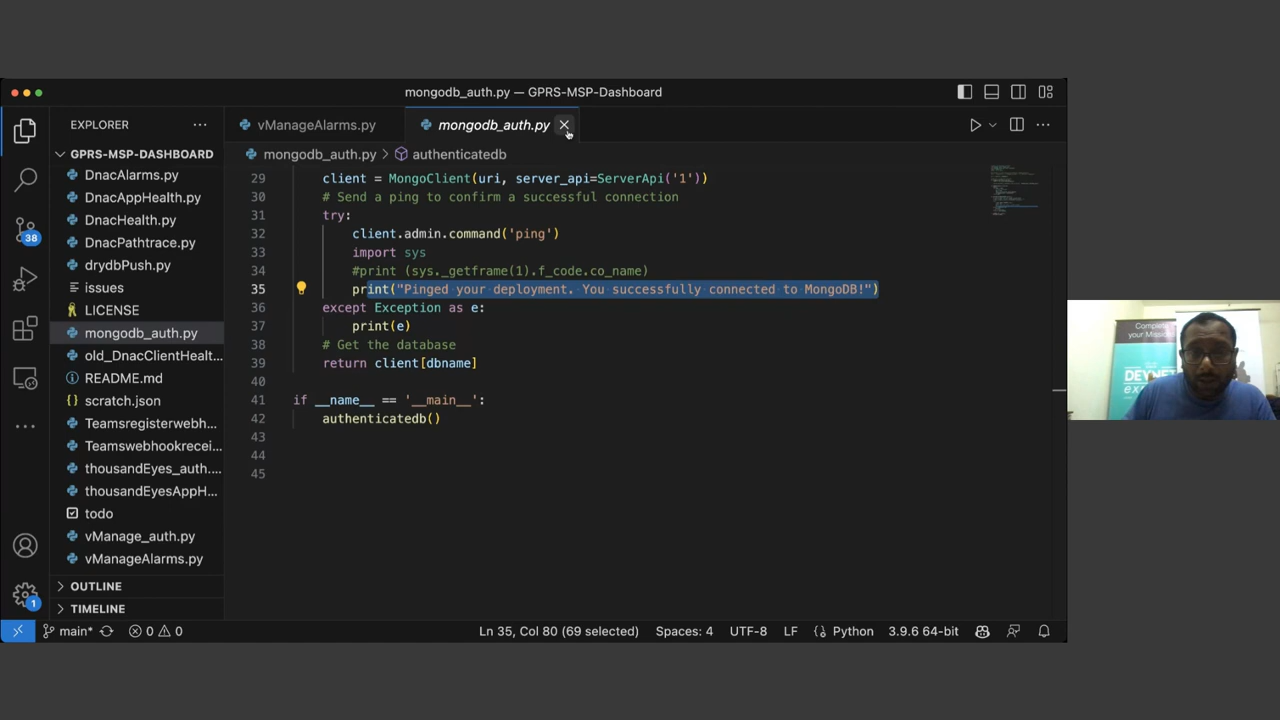 mongodb_auth.py — GPRS-MSP-Dashboard
EXPLORER
vManageAlarms.py
mongodb_auth.py
GPRS-MSP-DASHBOARD
mongodb_auth.py > authenticatedb
DnacAlarms.py
DnacAppHealth.py
DnacHealth.py
DnacPathtrace.py
drydbPush.py
issues
LICENSE
mongodb_auth.py
old_DnacClientHealt...
README.md
scratch.json
Teamsregisterwebh...
Teamswebhookrecei...
thousandEyes_auth....
thousandEyesAppH...
todo
vManage_auth.py
vManageAlarms.py
OUTLINE
TIMELINE
38
1
29 client = MongoClient(uri, server_api=ServerApi('1'))
30 # Send a ping to confirm a successful connection
31 try:
32 client.admin.command('ping')
33 import sys
34 #print (sys._getframe(1).f_code.co_name)
35 print("Pinged your deployment. You successfully connected to MongoDB!")
36 except Exception as e:
37 print(e)
38 # Get the database
39 return client[dbname]
40
41 if __name__ == '__main__':
42 authenticatedb()
43
44
45
main* 0 0
Ln 35, Col 80 (69 selected) Spaces: 4 UTF-8 LF {} Python 3.9.6 64-bit
Complete
your Missio
DEVNET